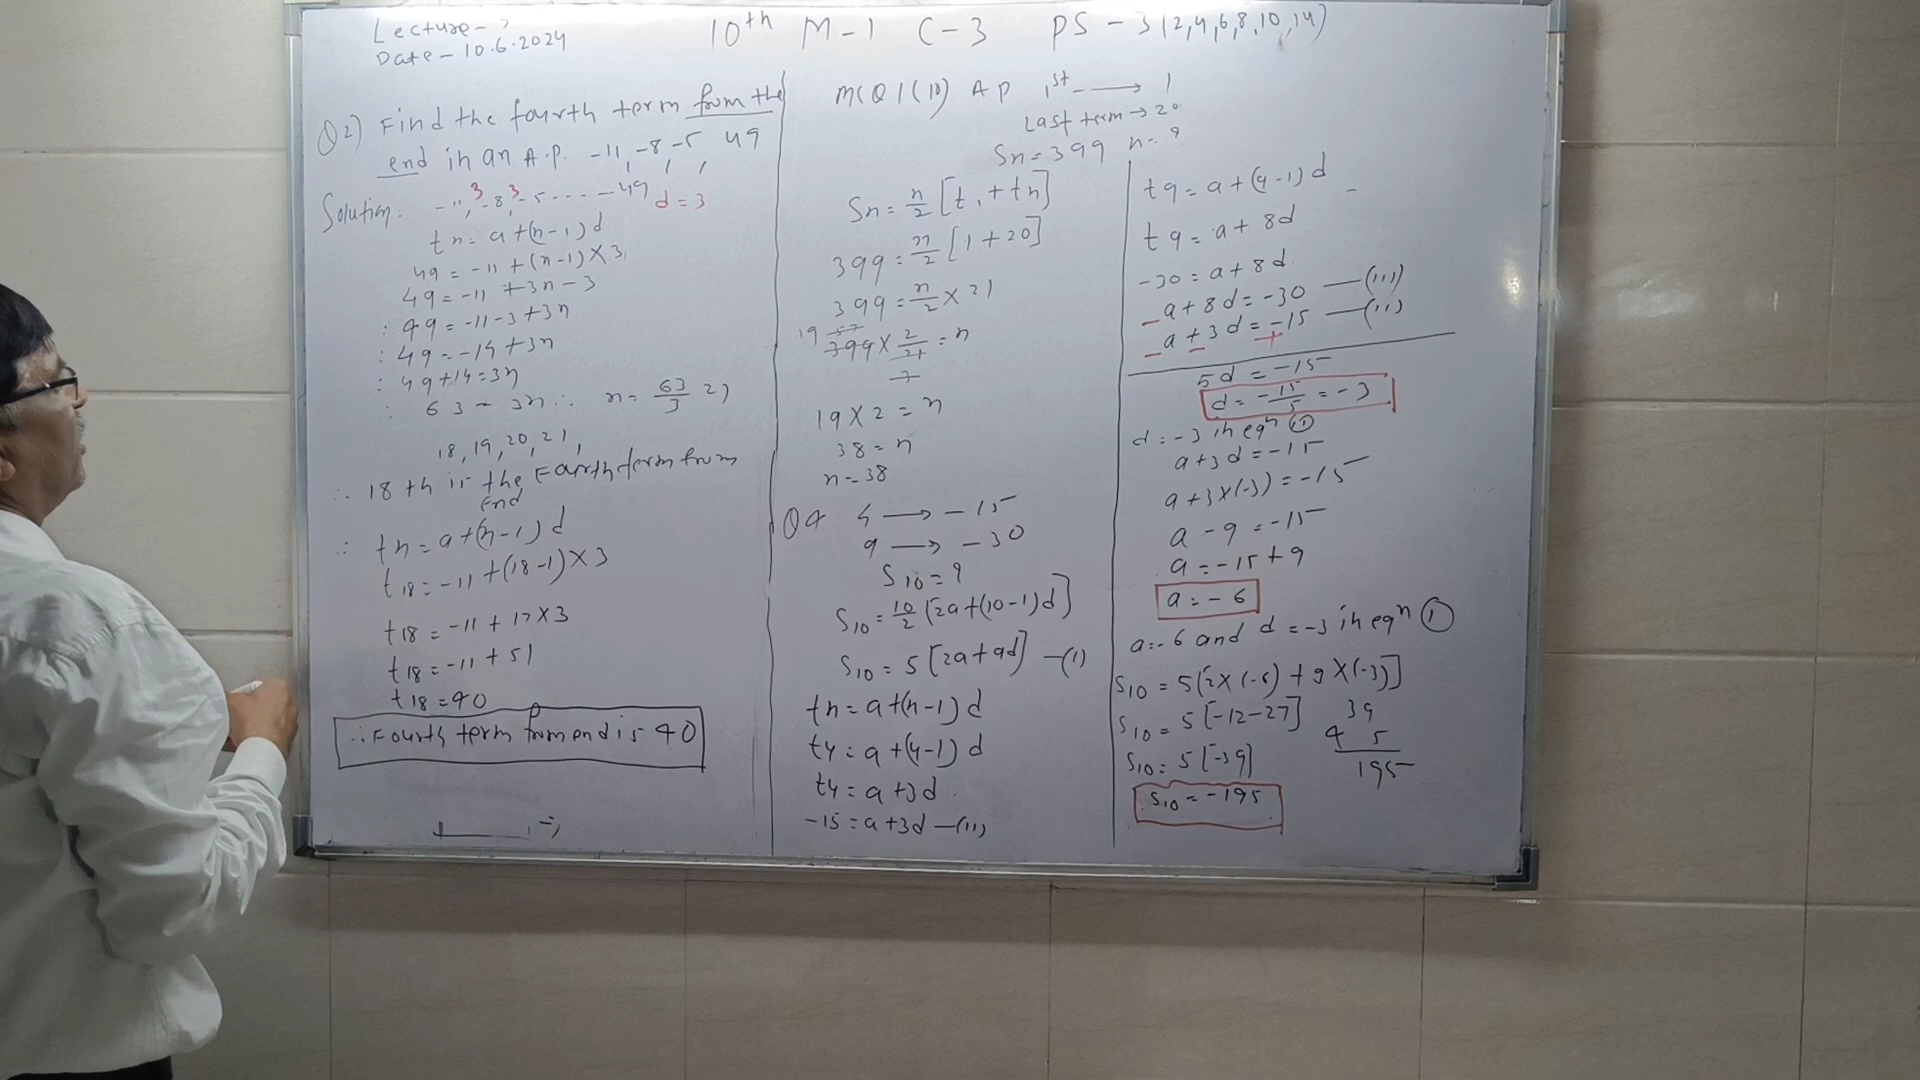 Lecture -
Date - 10.6.2024
10th M-1 C-3 PS - 3 (2,4,6,8,10,14)
Q2) Find the fourth term from the
end in an A.P. -11, -8, -5, 49
Solution: -11, -8, -5 ---- 49 d = 3
3 3
tn = a+(n-1)d
49 = -11 + (n-1) X 3
49 = -11 + 3n - 3
: 49 = -11-3+3n
: 49 = -14+3n
: 49+14 = 3n
∴ 63 = 3n ∴ n = 63/3 21
18, 19, 20, 21,
∴ 18th is the Fourth term from
end
∴ tn = a+(n-1)d
t18 = -11 + (18-1) X 3
t18 = -11 + 17 X 3
t18 = -11 + 51
t18 = 40
∴ Fourth term from end is 40
MCQ 1(10) AP 1st → 1
Last term → 20
Sn = 399 n = ?
Sn = n/2 [t1 + tn]
399 = n/2 [1 + 20]
399 = n/2 X 21
19 57
399 X 2/21 = n
7
19 X 2 = n
38 = n
n = 38
Q4 4 → -15
9 → -30
S10 = ?
S10 = 10/2 [2a+(10-1)d]
S10 = 5 [2a+9d] —(i)
tn = a+(n-1)d
t4 = a+(4-1)d
t4 = a+3d
-15 = a+3d —(ii)
t9 = a+(9-1)d
t9 = a+8d
-30 = a+8d
a+8d = -30 —(iii)
a+3d = -15 —(ii)
- - +
5d = -15
d = -15/5 = -3
d = -3 in eqn (ii)
a+3d = -15
a+3X(-3) = -15
a - 9 = -15
a = -15+9
a = -6
a = -6 and d = -3 in eqn (1)
S10 = 5[2X(-6) + 9X(-3)]
S10 = 5[-12-27]
S10 = 5[-39]
S10 = -195
39
5
195